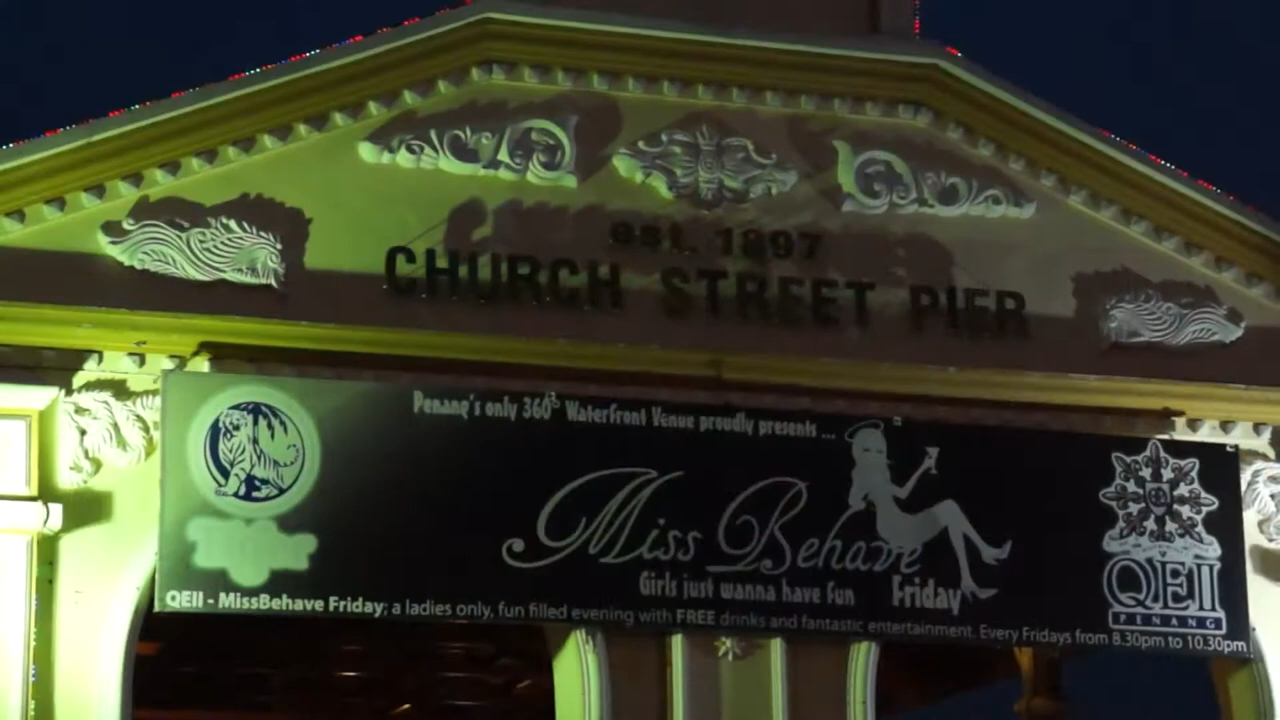 est. 1897
CHURCH STREET PIER
Penang's only 360° Waterfront Venue proudly presents ...
Miss Behave
Girls just wanna have fun Friday
QEII
PENANG
QEII - MissBehave Friday; a ladies only, fun filled evening with FREE drinks and fantastic entertainment. Every Fridays from 8.30pm to 10.30pm